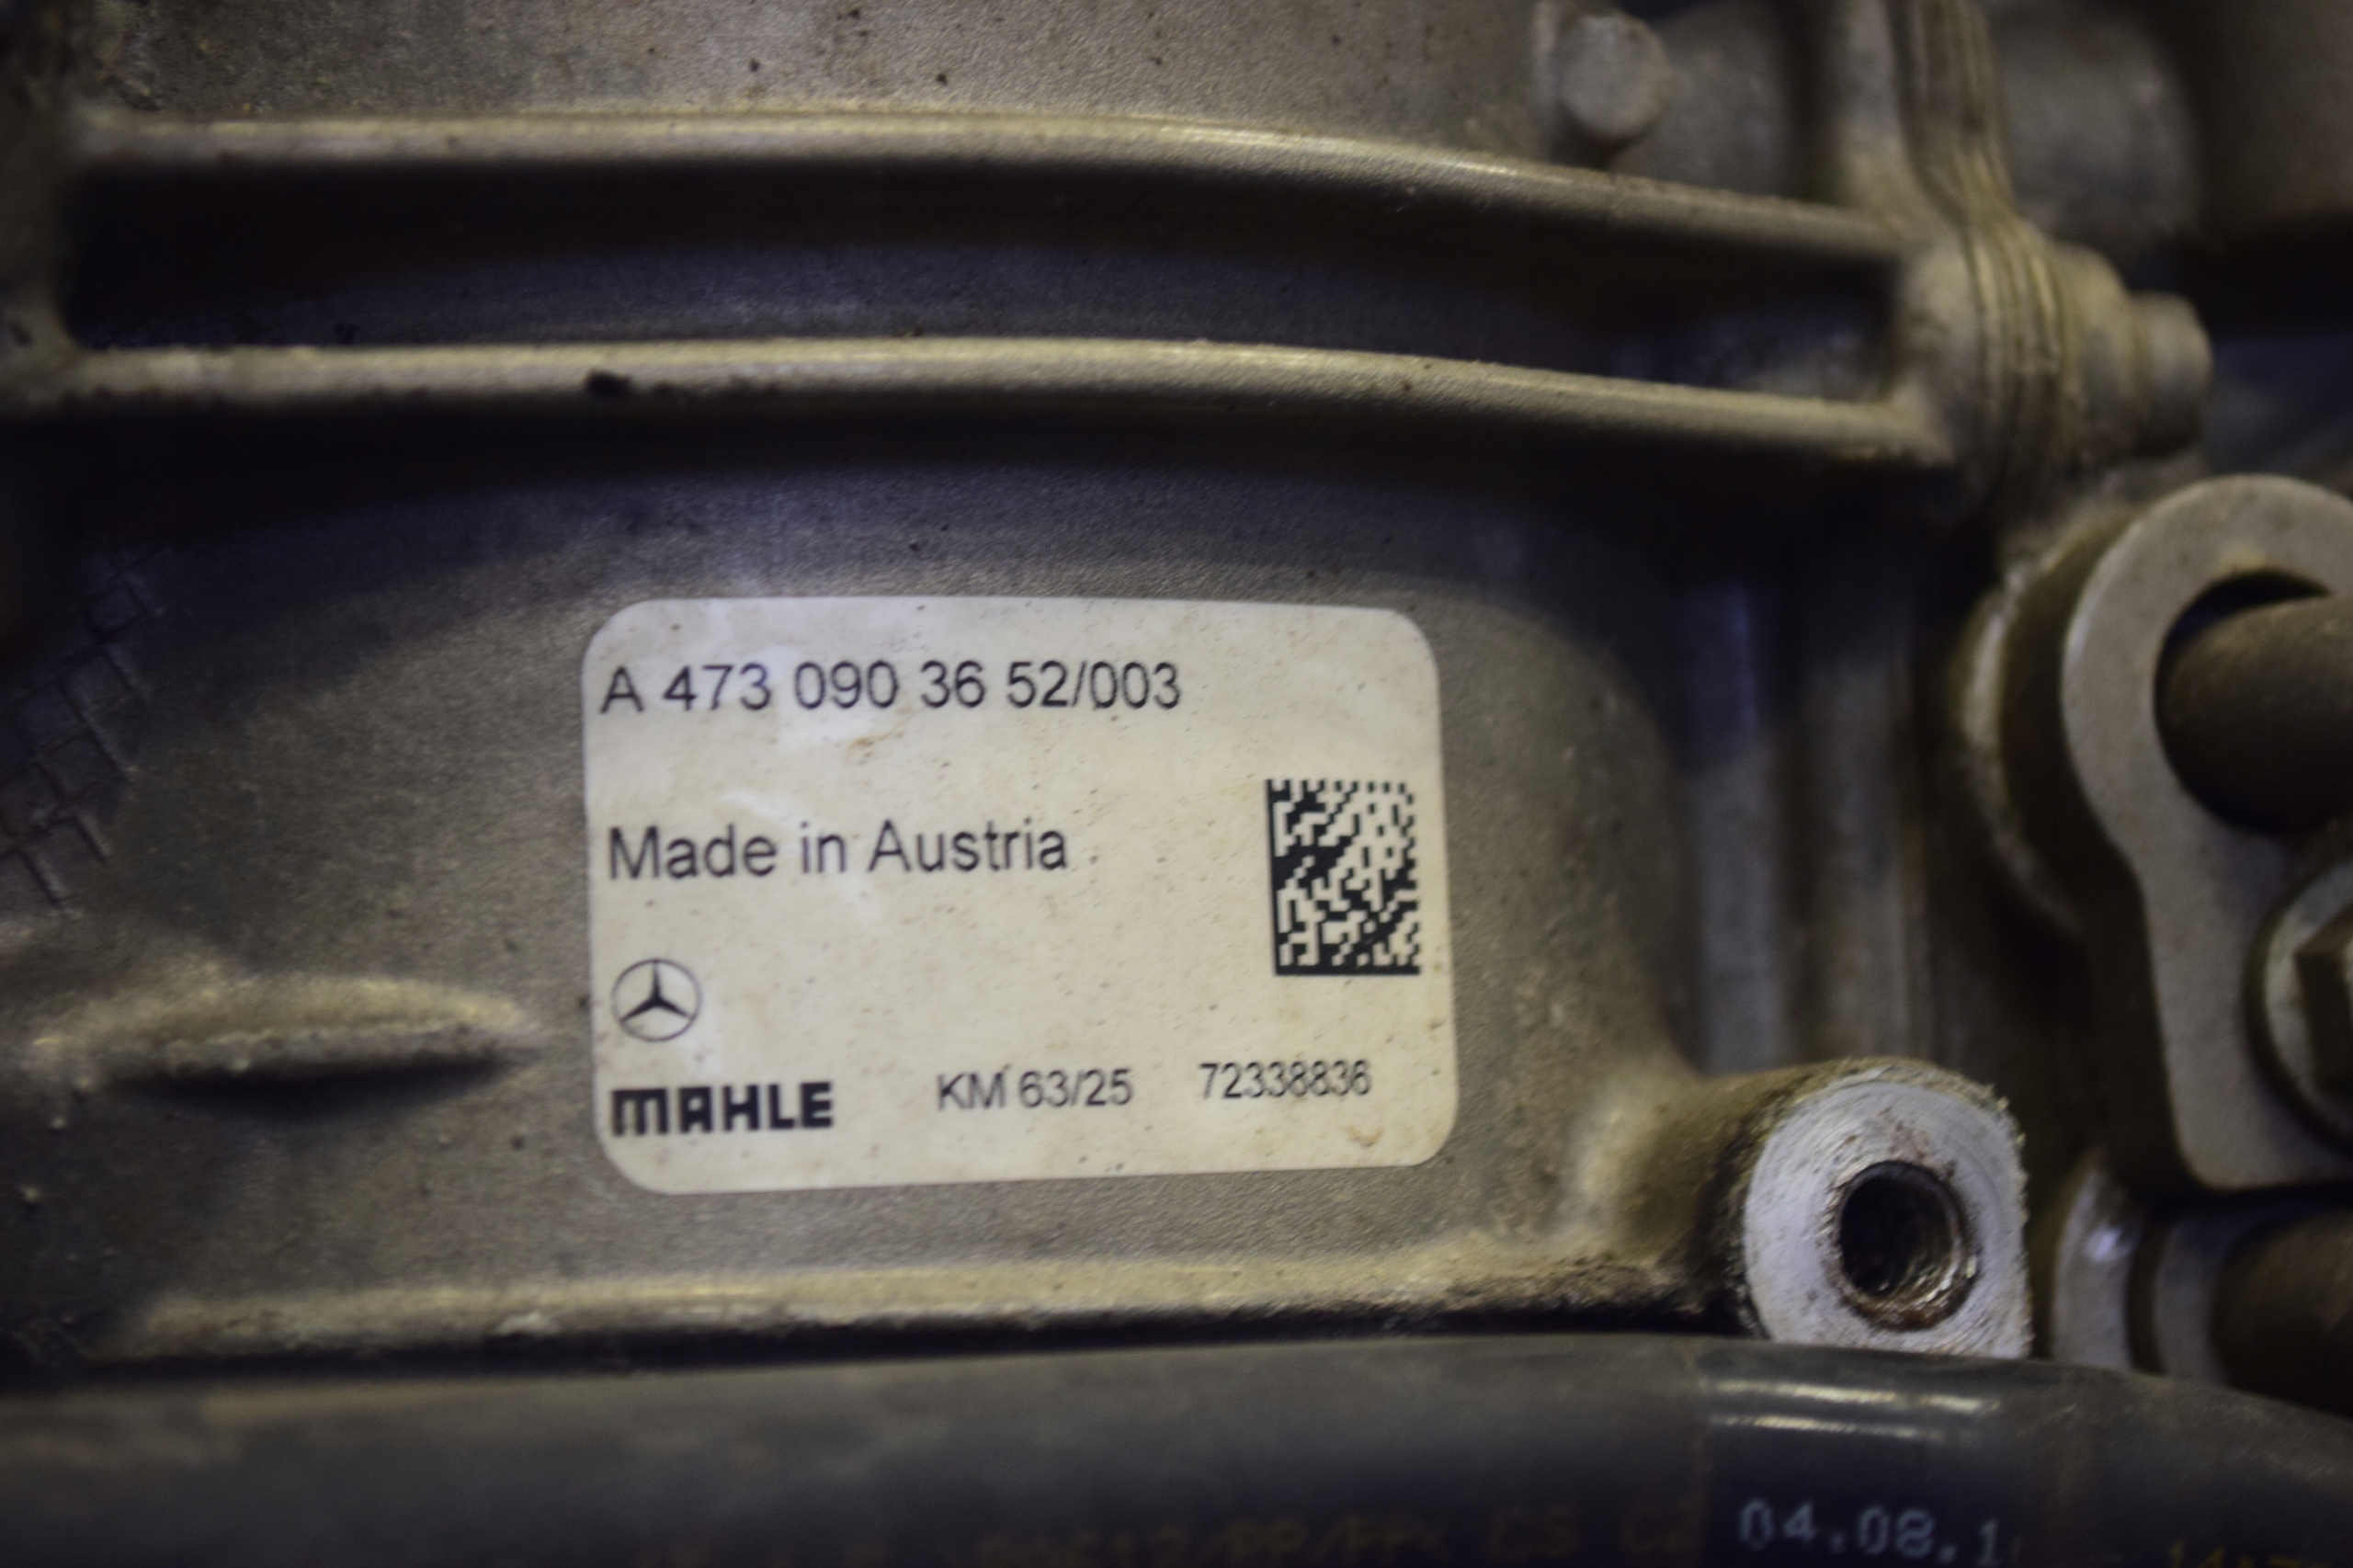 A 473 090 36 52/003
Made in Austria
MAHLE KM 63/25 72338836
04.08.1